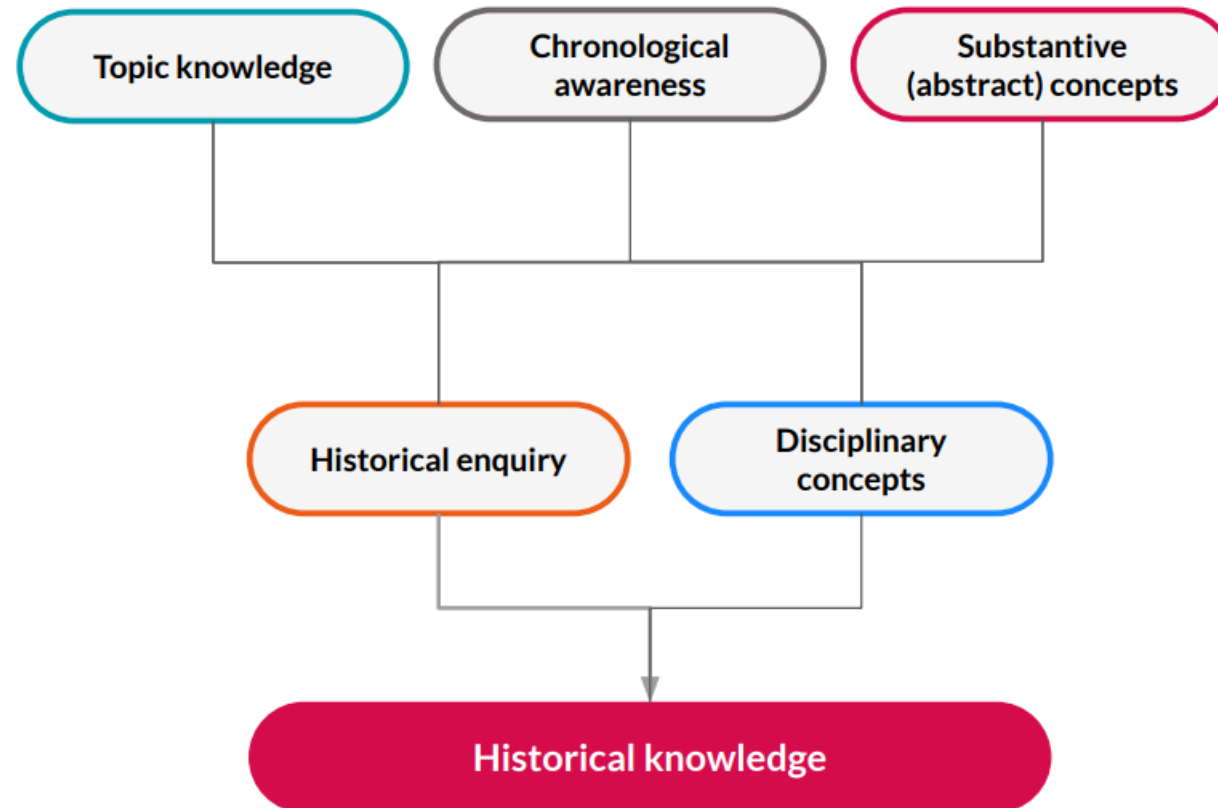 Topic knowledge
Chronological
awareness
Substantive
(abstract) concepts
Historical enquiry
Disciplinary
concepts
Historical knowledge